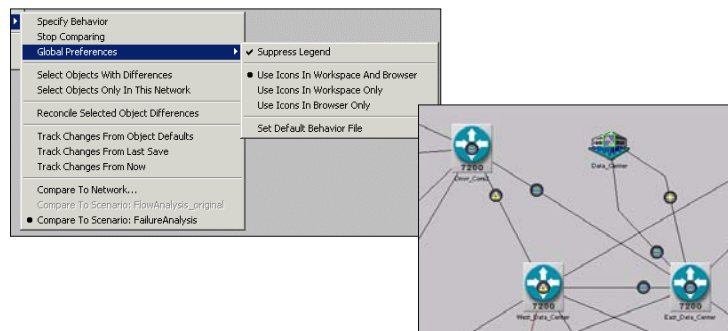 Specify Behavior
Stop Comparing
Global Preferences
Select Objects With Differences
Select Objects Only In This Network
Reconcile Selected Object Differences
Track Changes From Object Defaults
Track Changes From Last Save
Track Changes From Now
Compare To Network...
Compare To Scenario: FlowAnalysis_original
Compare To Scenario: FailureAnalysis
Suppress Legend
Use Icons In Workspace And Browser
Use Icons In Workspace Only
Use Icons In Browser Only
Set Default Behavior File
7200
Data_Center
7200
West_Data_Center
7200
East_Data_Center